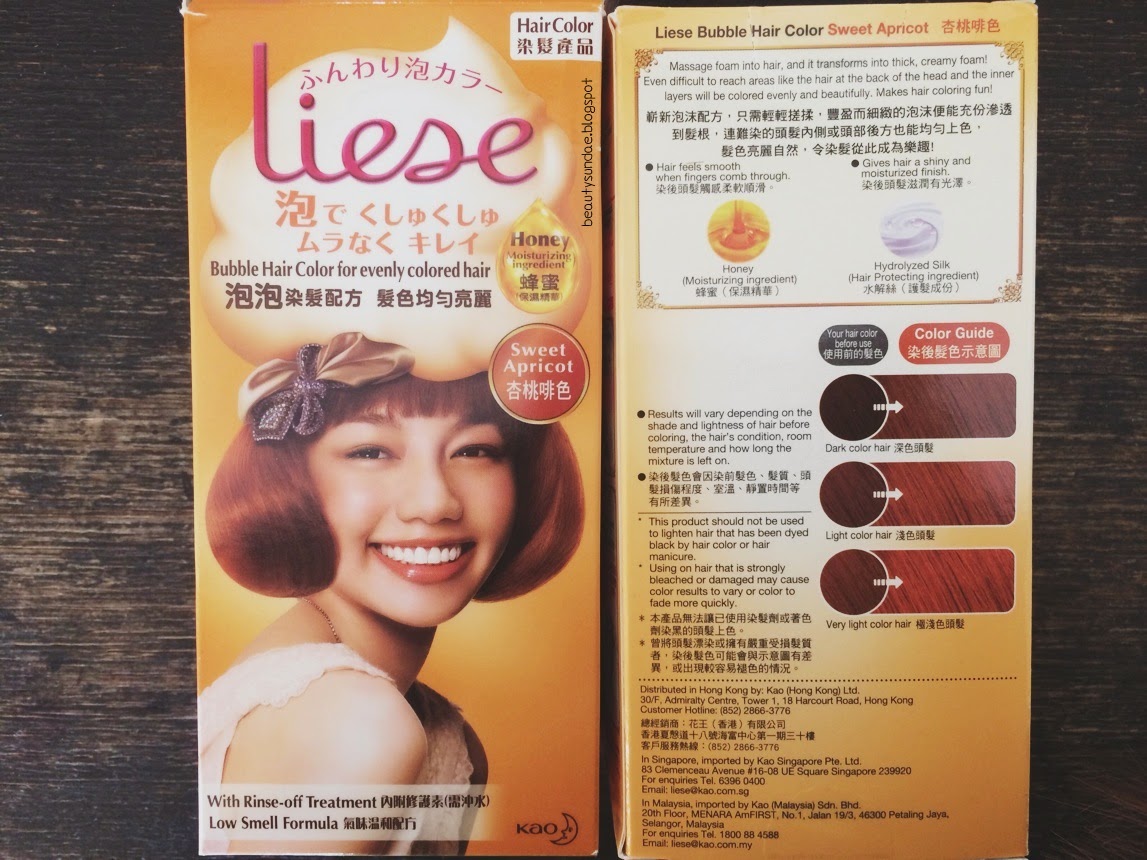 Hair Color
染髮產品
ふんわり泡カラー
liese
泡で くしゅくしゅ
ムラなく キレイ
Honey
Moisturizing
ingredient
蜂蜜
(保濕精華)
Bubble Hair Color for evenly colored hair
泡泡染髮配方 髮色均勻亮麗
Sweet
Apricot
杏桃啡色
With Rinse-off Treatment 內附修護素(需沖水)
Low Smell Formula 氣味溫和配方
Kao
beautysundae.blogspot
Liese Bubble Hair Color Sweet Apricot 杏桃啡色
Massage foam into hair, and it transforms into thick, creamy foam!
Even difficult to reach areas like the hair at the back of the head and the inner
layers will be colored evenly and beautifully. Makes hair coloring fun!
嶄新泡沫配方，只需輕輕搓揉，豐盈而細緻的泡沫便能充份滲透
到髮根，連難染的頭髮內側或頭部後方也能均勻上色，
髮色亮麗自然，令染髮從此成為樂趣!
● Hair feels smooth
when fingers comb through.
染後頭髮觸感柔軟順滑。
● Gives hair a shiny and
moisturized finish.
染後頭髮滋潤有光澤。
Honey
(Moisturizing ingredient)
蜂蜜（保濕精華）
Hydrolyzed Silk
(Hair Protecting ingredient)
水解絲（護髮成份）
Your hair color
before use
使用前的髮色
Color Guide
染後髮色示意圖
Dark color hair 深色頭髮
Light color hair 淺色頭髮
Very light color hair 極淺色頭髮
● Results will vary depending on the
shade and lightness of hair before
coloring, the hair's condition, room
temperature and how long the
mixture is left on.
● 染後髮色會因染前髮色、髮質、頭
髮損傷程度、室溫、靜置時間等
有所差異。
* This product should not be used
to lighten hair that has been dyed
black by hair color or hair
manicure.
* Using on hair that is strongly
bleached or damaged may cause
color results to vary or color to
fade more quickly.
* 本產品無法讓已使用染髮劑或著色
劑染黑的頭髮上色。
* 曾將頭髮漂染或擁有嚴重受損髮質
者，染後髮色可能會與示意圖有差
異，或出現較容易褪色的情況。
Distributed in Hong Kong by: Kao (Hong Kong) Ltd.
30/F, Admiralty Centre, Tower 1, 18 Harcourt Road, Hong Kong
Customer Hotline: (852) 2866-3776
總經銷商：花王（香港）有限公司
香港夏慤道十八號海富中心第一期三十樓
客戶服務熱線：(852) 2866-3776
In Singapore, imported by Kao Singapore Pte. Ltd.
83 Clemenceau Avenue #16-08 UE Square Singapore 239920
For enquiries Tel. 6396 0400
Email: liese@kao.com.sg
In Malaysia, imported by Kao (Malaysia) Sdn. Bhd.
20th Floor, MENARA AmFIRST, No.1, Jalan 19/3, 46300 Petaling Jaya,
Selangor, Malaysia
For enquiries Tel. 1800 88 4588
Email: Liese@kao.com.my